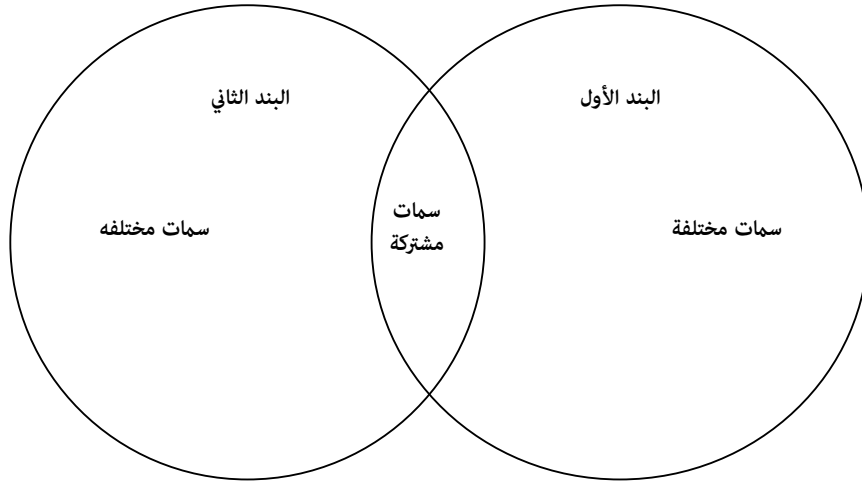 البند الأول
البند الثاني
سمات مختلفة
سمات
مشتركة
سمات مختلفه